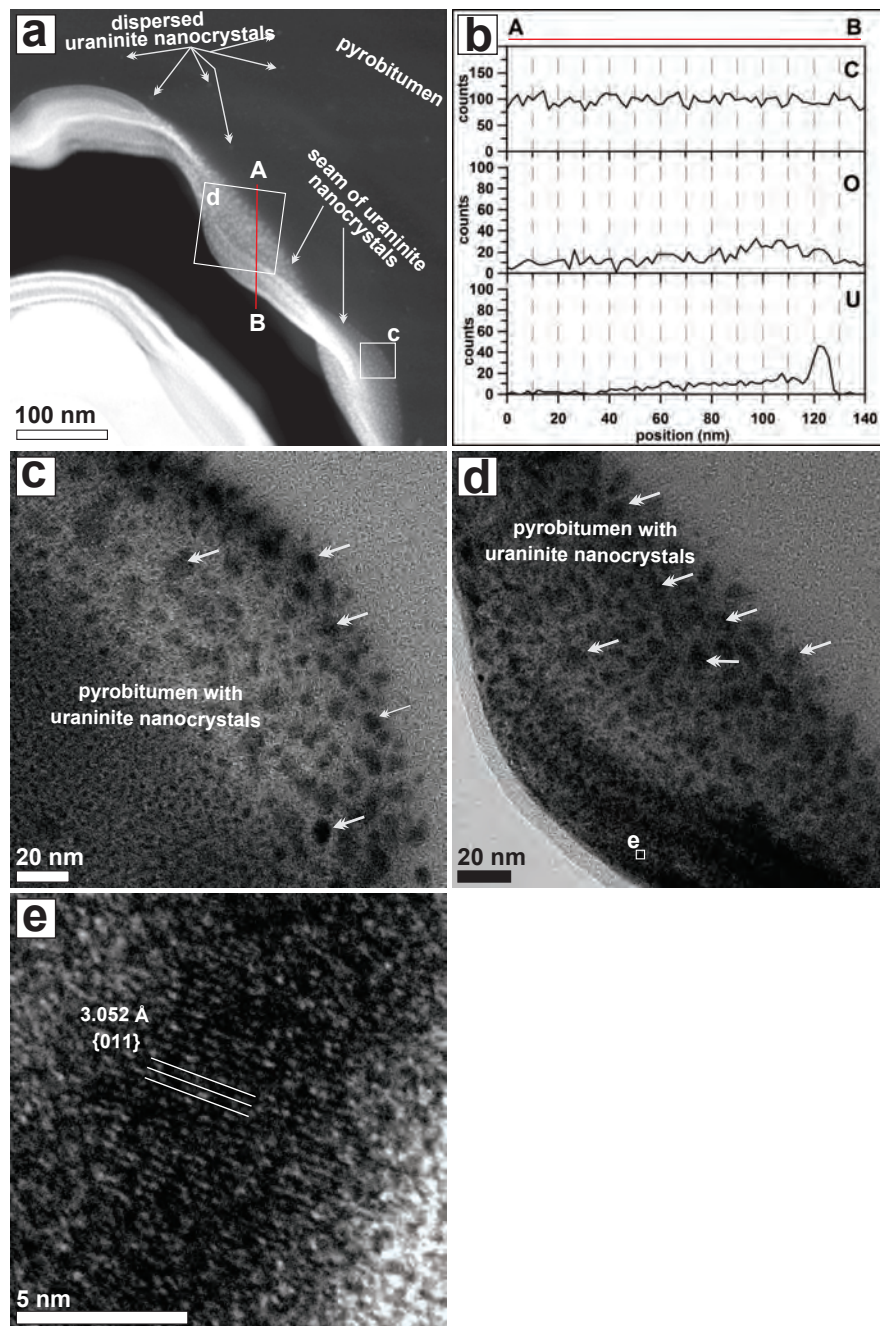 a
dispersed
uraninite nanocrystals
pyrobitumen
seam of uraninite
nanocrystals
A
d
B
c
100 nm
b
A B
C
counts
150
100
50
0
O
counts
100
80
60
40
20
0
U
counts
100
80
60
40
20
0
0 20 40 60 80 100 120 140
position (nm)
c
pyrobitumen with
uraninite nanocrystals
20 nm
d
pyrobitumen with
uraninite nanocrystals
e
20 nm
e
3.052 Å
{011}
5 nm